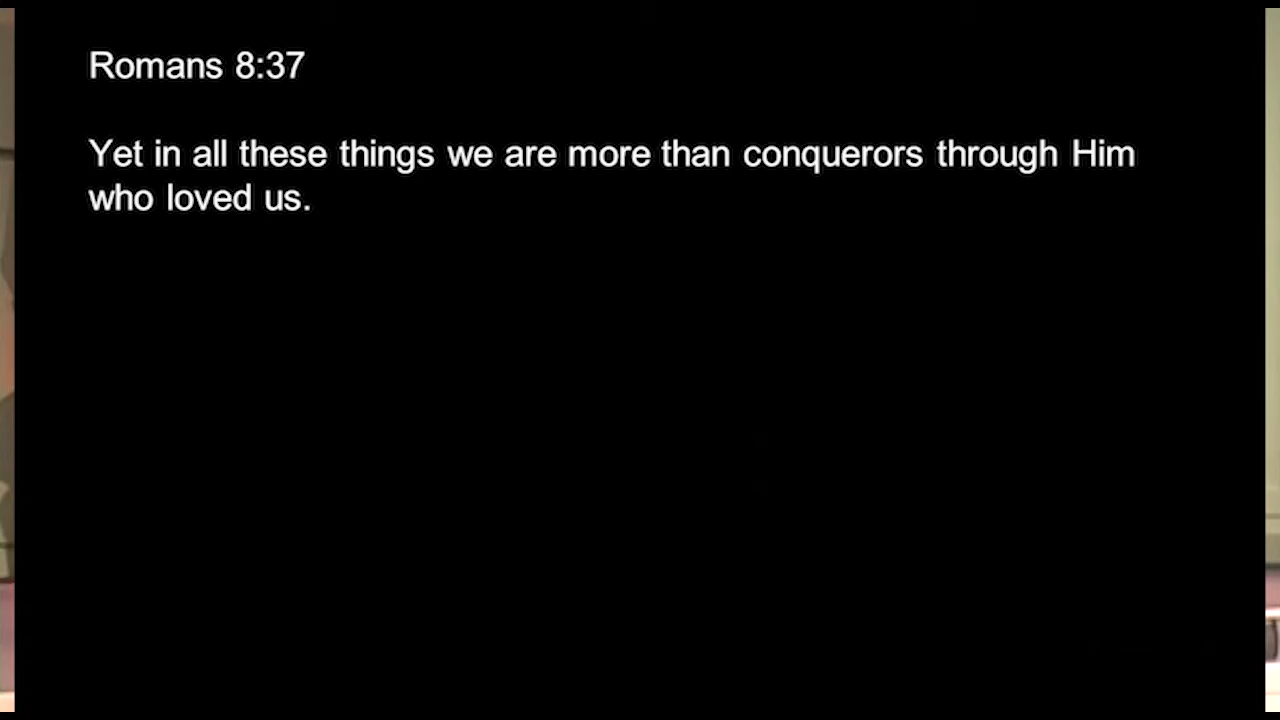 Romans 8:37
Yet in all these things we are more than conquerors through Him
who loved us.